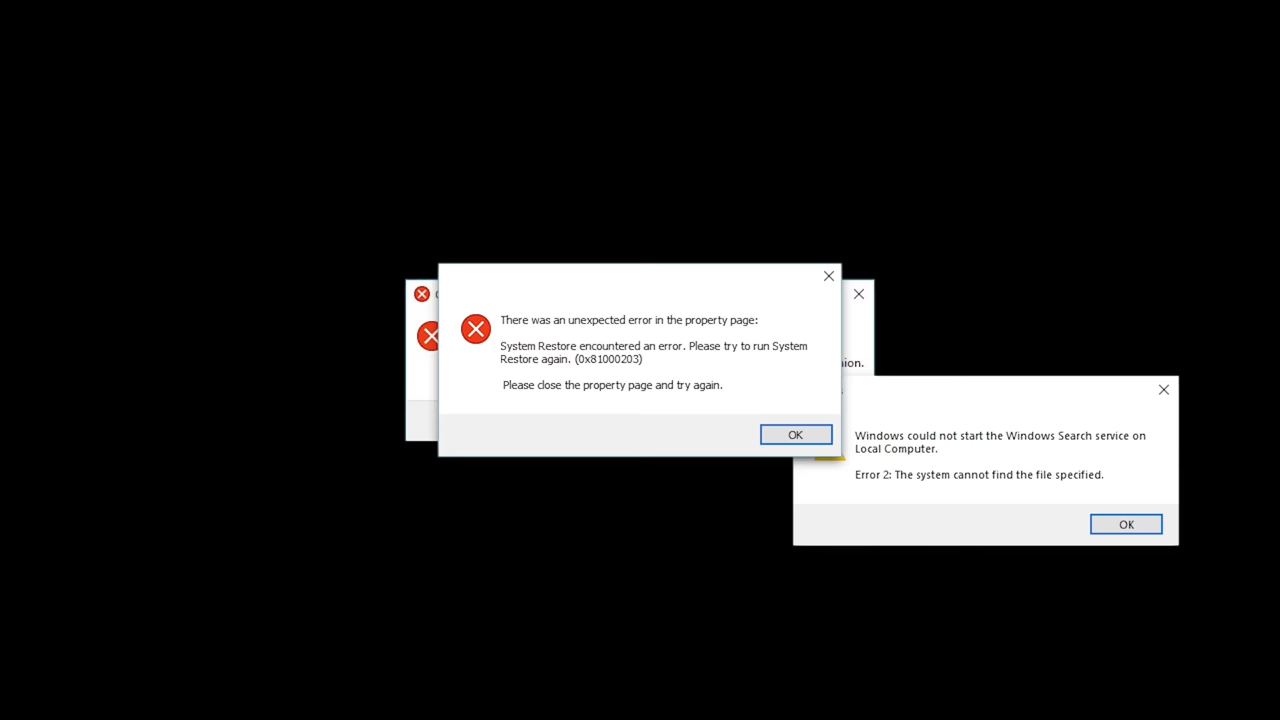 There was an unexpected error in the property page:
System Restore encountered an error. Please try to run System
Restore again. (0x81000203)
Please close the property page and try again.
OK
Windows could not start the Windows Search service on
Local Computer.
Error 2: The system cannot find the file specified.
OK